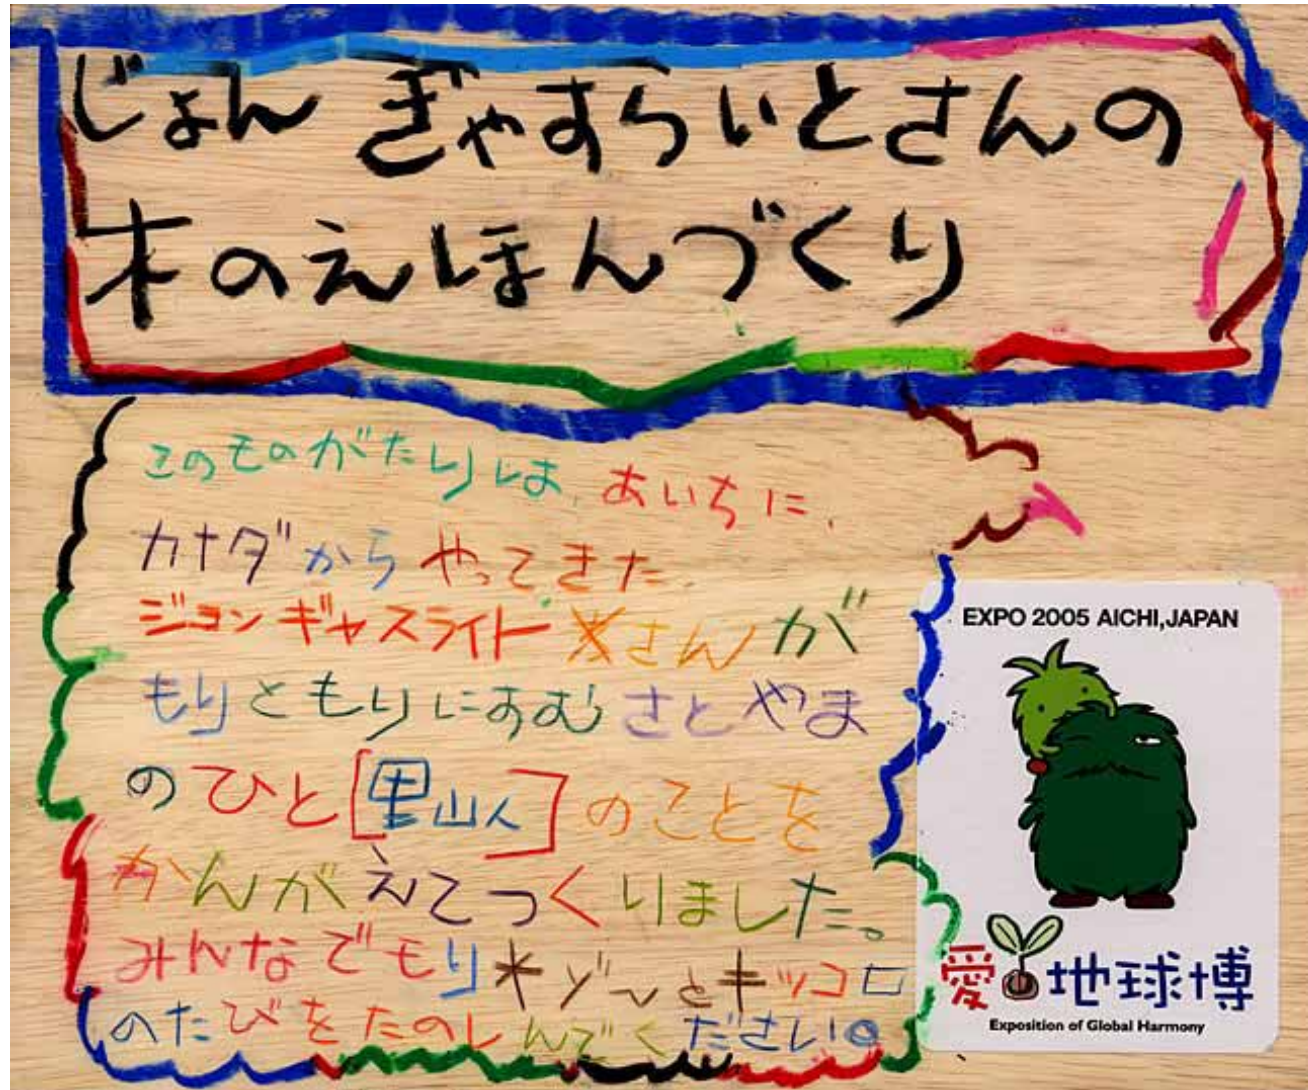 じょん ぎゃすらいとさんの
木のえほんづくり
このものがたりは、あいちに、
カナダからやってきた、
ジョンギャスライトさんが
もりともりにすむさとやま
のひと[里山人]のことを
かんがえてつくりました。
みんなでもりキゾーとキッコロ
のたびをたのしんでください。
EXPO 2005 AICHI,JAPAN
愛・地球博
Exposition of Global Harmony